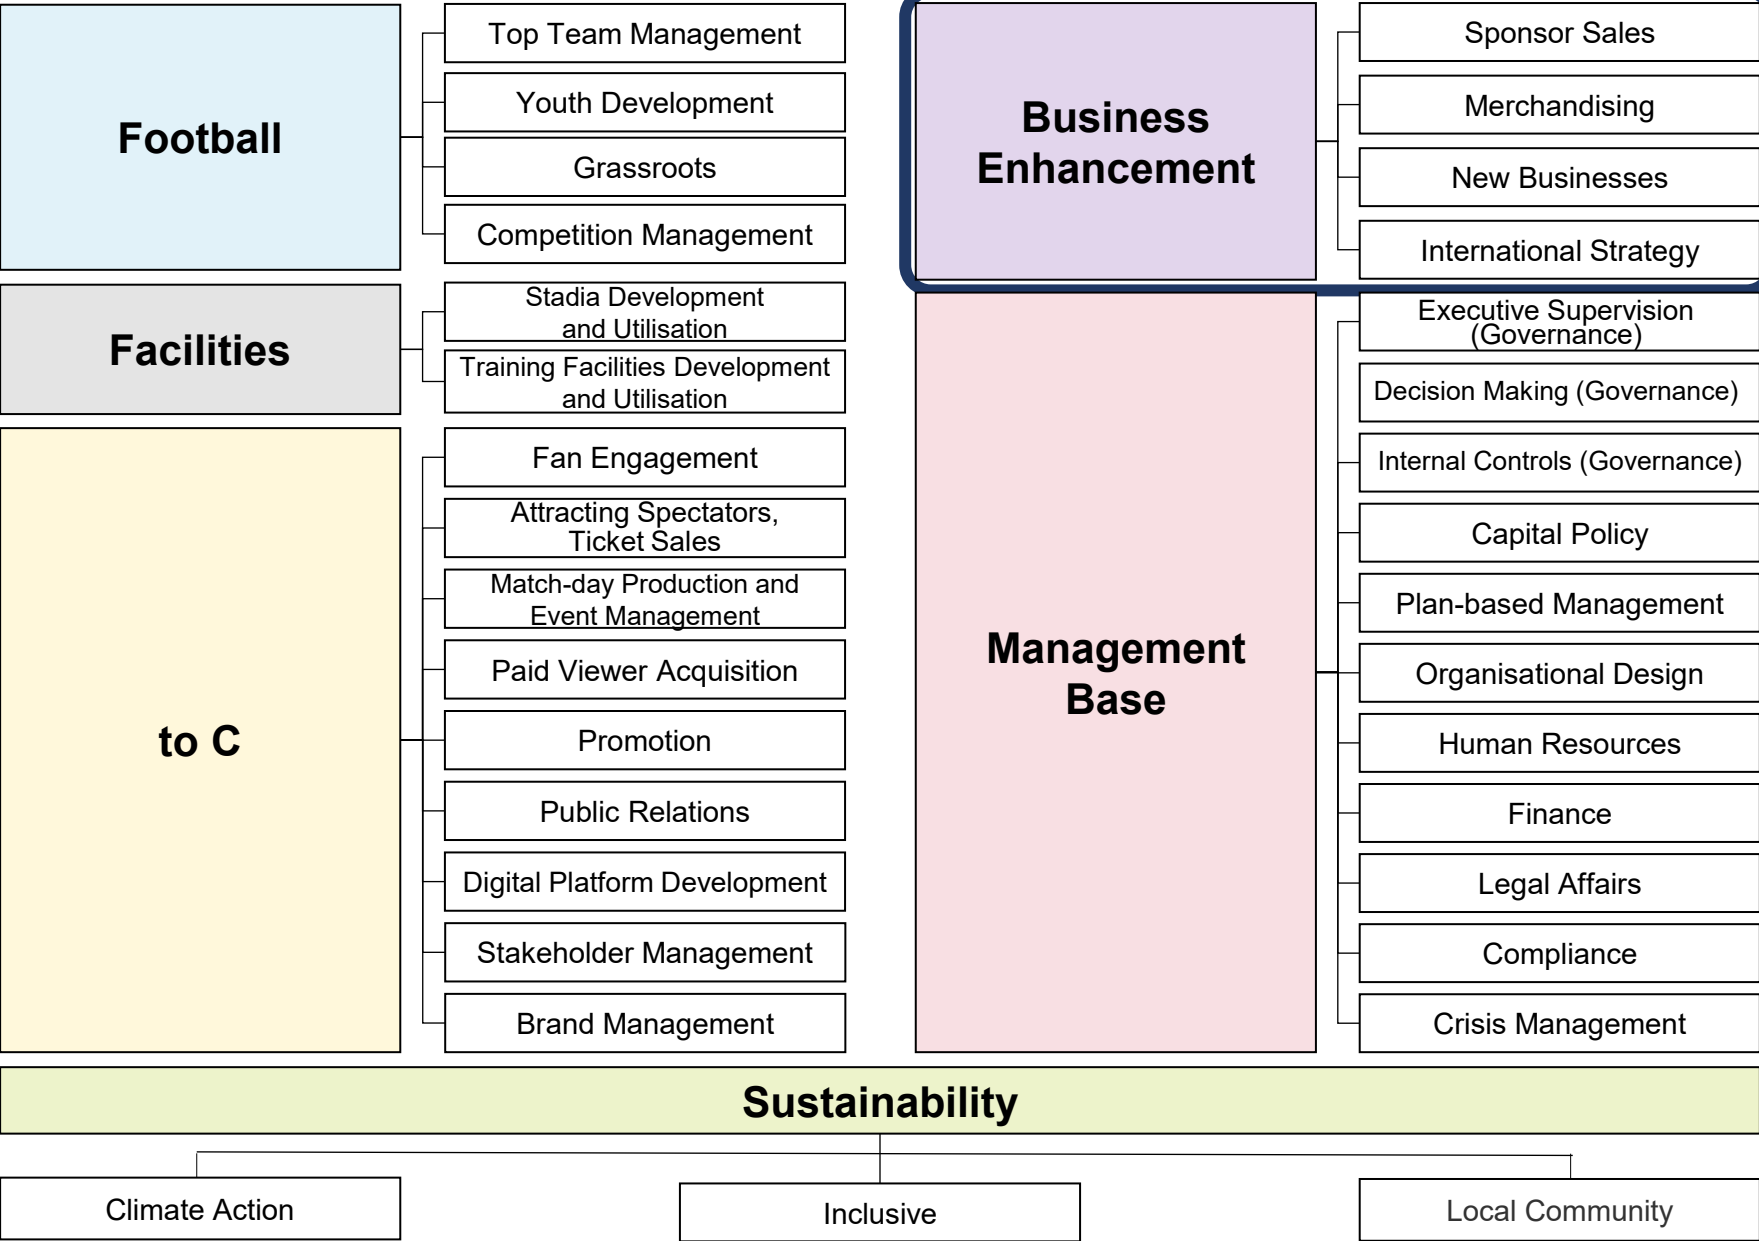 Football
Top Team Management
Youth Development
Grassroots
Competition Management
Facilities
Stadia Development
and Utilisation
Training Facilities Development
and Utilisation
to C
Fan Engagement
Attracting Spectators,
Ticket Sales
Match-day Production and
Event Management
Paid Viewer Acquisition
Promotion
Public Relations
Digital Platform Development
Stakeholder Management
Brand Management
Business
Enhancement
Sponsor Sales
Merchandising
New Businesses
International Strategy
Management
Base
Executive Supervision
(Governance)
Decision Making (Governance)
Internal Controls (Governance)
Capital Policy
Plan-based Management
Organisational Design
Human Resources
Finance
Legal Affairs
Compliance
Crisis Management
Sustainability
Climate Action
Inclusive
Local Community